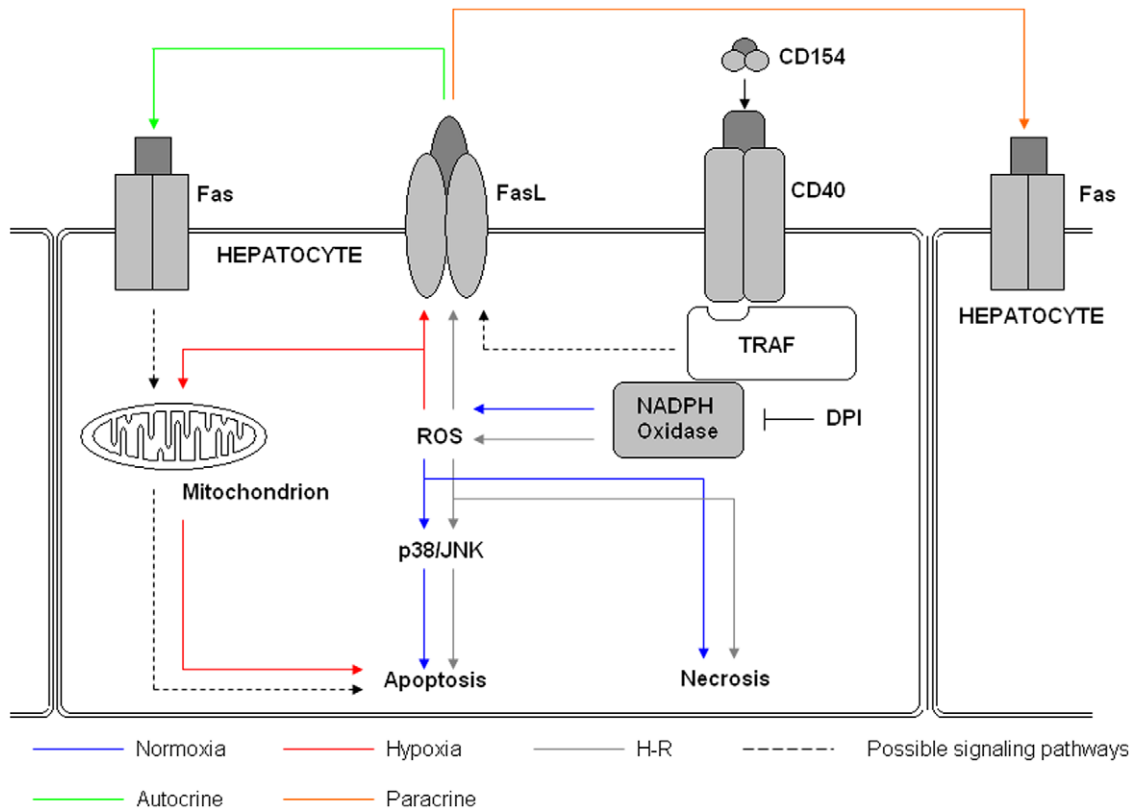 CD154
Fas
FasL
CD40
Fas
HEPATOCYTE
HEPATOCYTE
TRAF
NADPH
Oxidase
DPI
ROS
Mitochondrion
p38/JNK
Apoptosis
Necrosis
Normoxia
Hypoxia
H-R
Possible signaling pathways
Autocrine
Paracrine